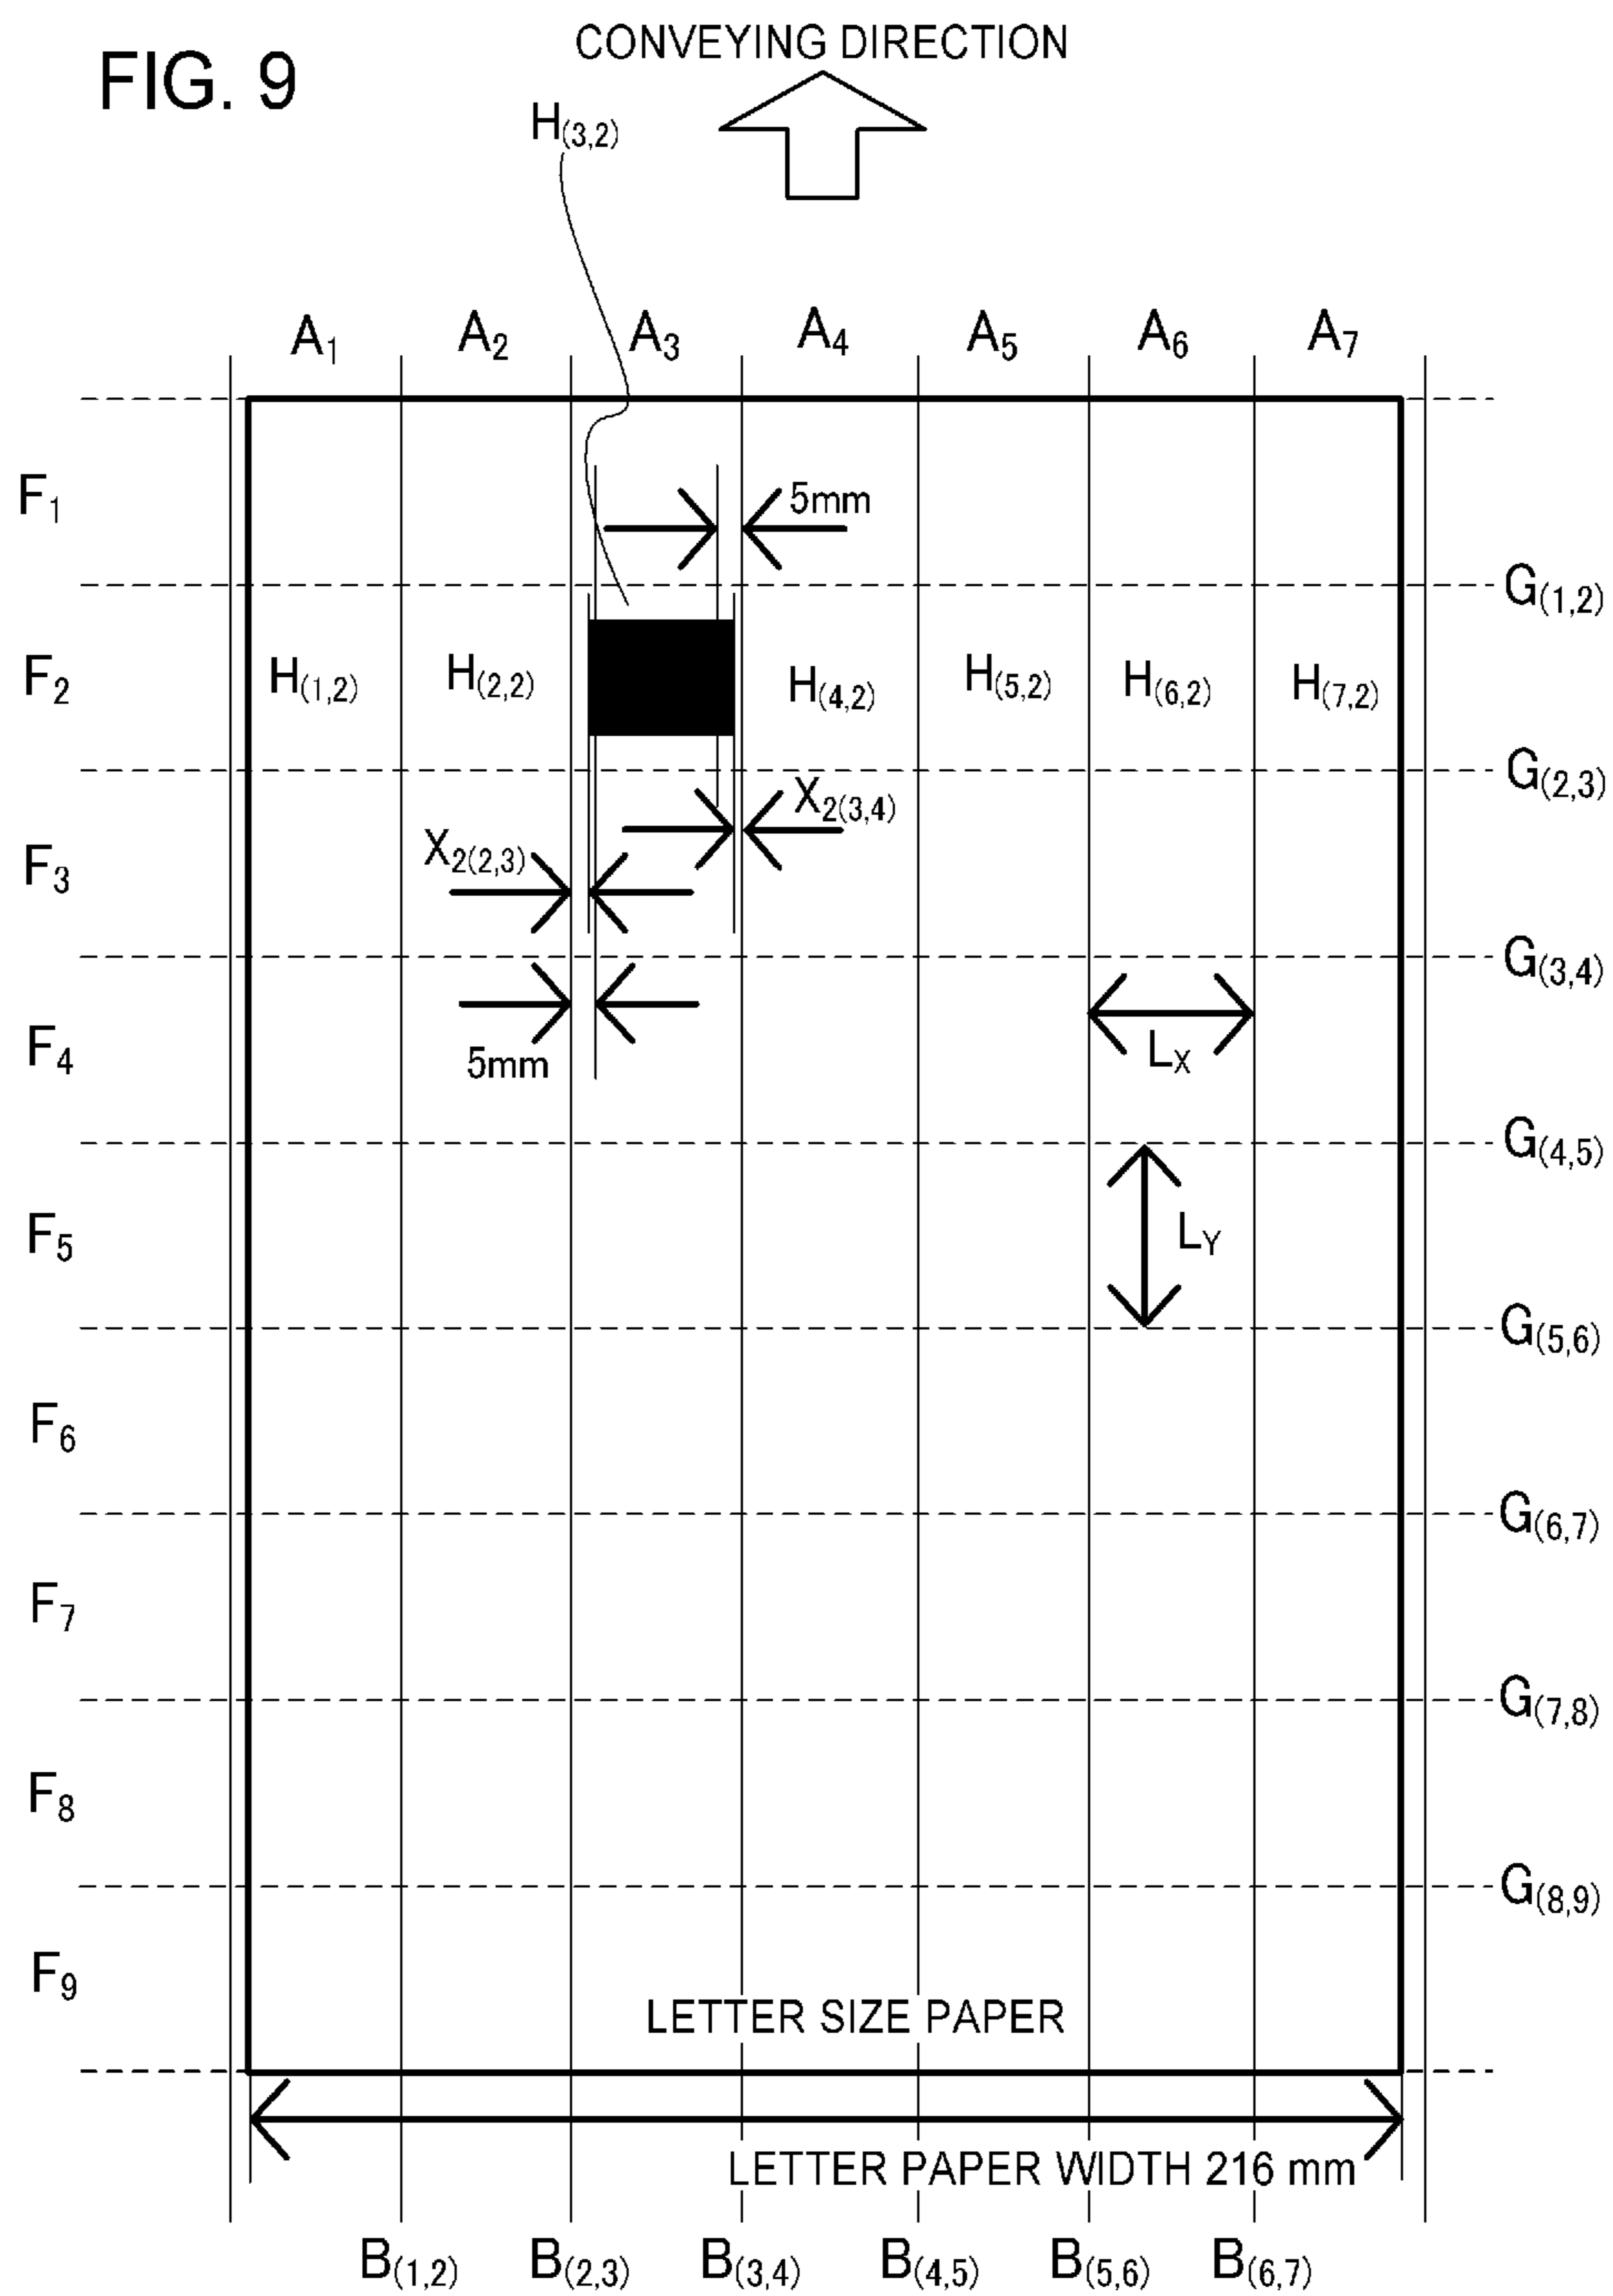 FIG. 9
CONVEYING DIRECTION
H(3,2)
A1 A2 A3 A4 A5 A6 A7
F1
5mm
G(1,2)
F2
H(1,2) H(2,2) H(4,2) H(5,2) H(6,2) H(7,2)
G(2,3)
X2(3,4)
X2(2,3)
F3
G(3,4)
F4
5mm
LX
G(4,5)
F5
LY
G(5,6)
F6
G(6,7)
F7
G(7,8)
F8
G(8,9)
F9
LETTER SIZE PAPER
LETTER PAPER WIDTH 216 mm
B(1,2) B(2,3) B(3,4) B(4,5) B(5,6) B(6,7)